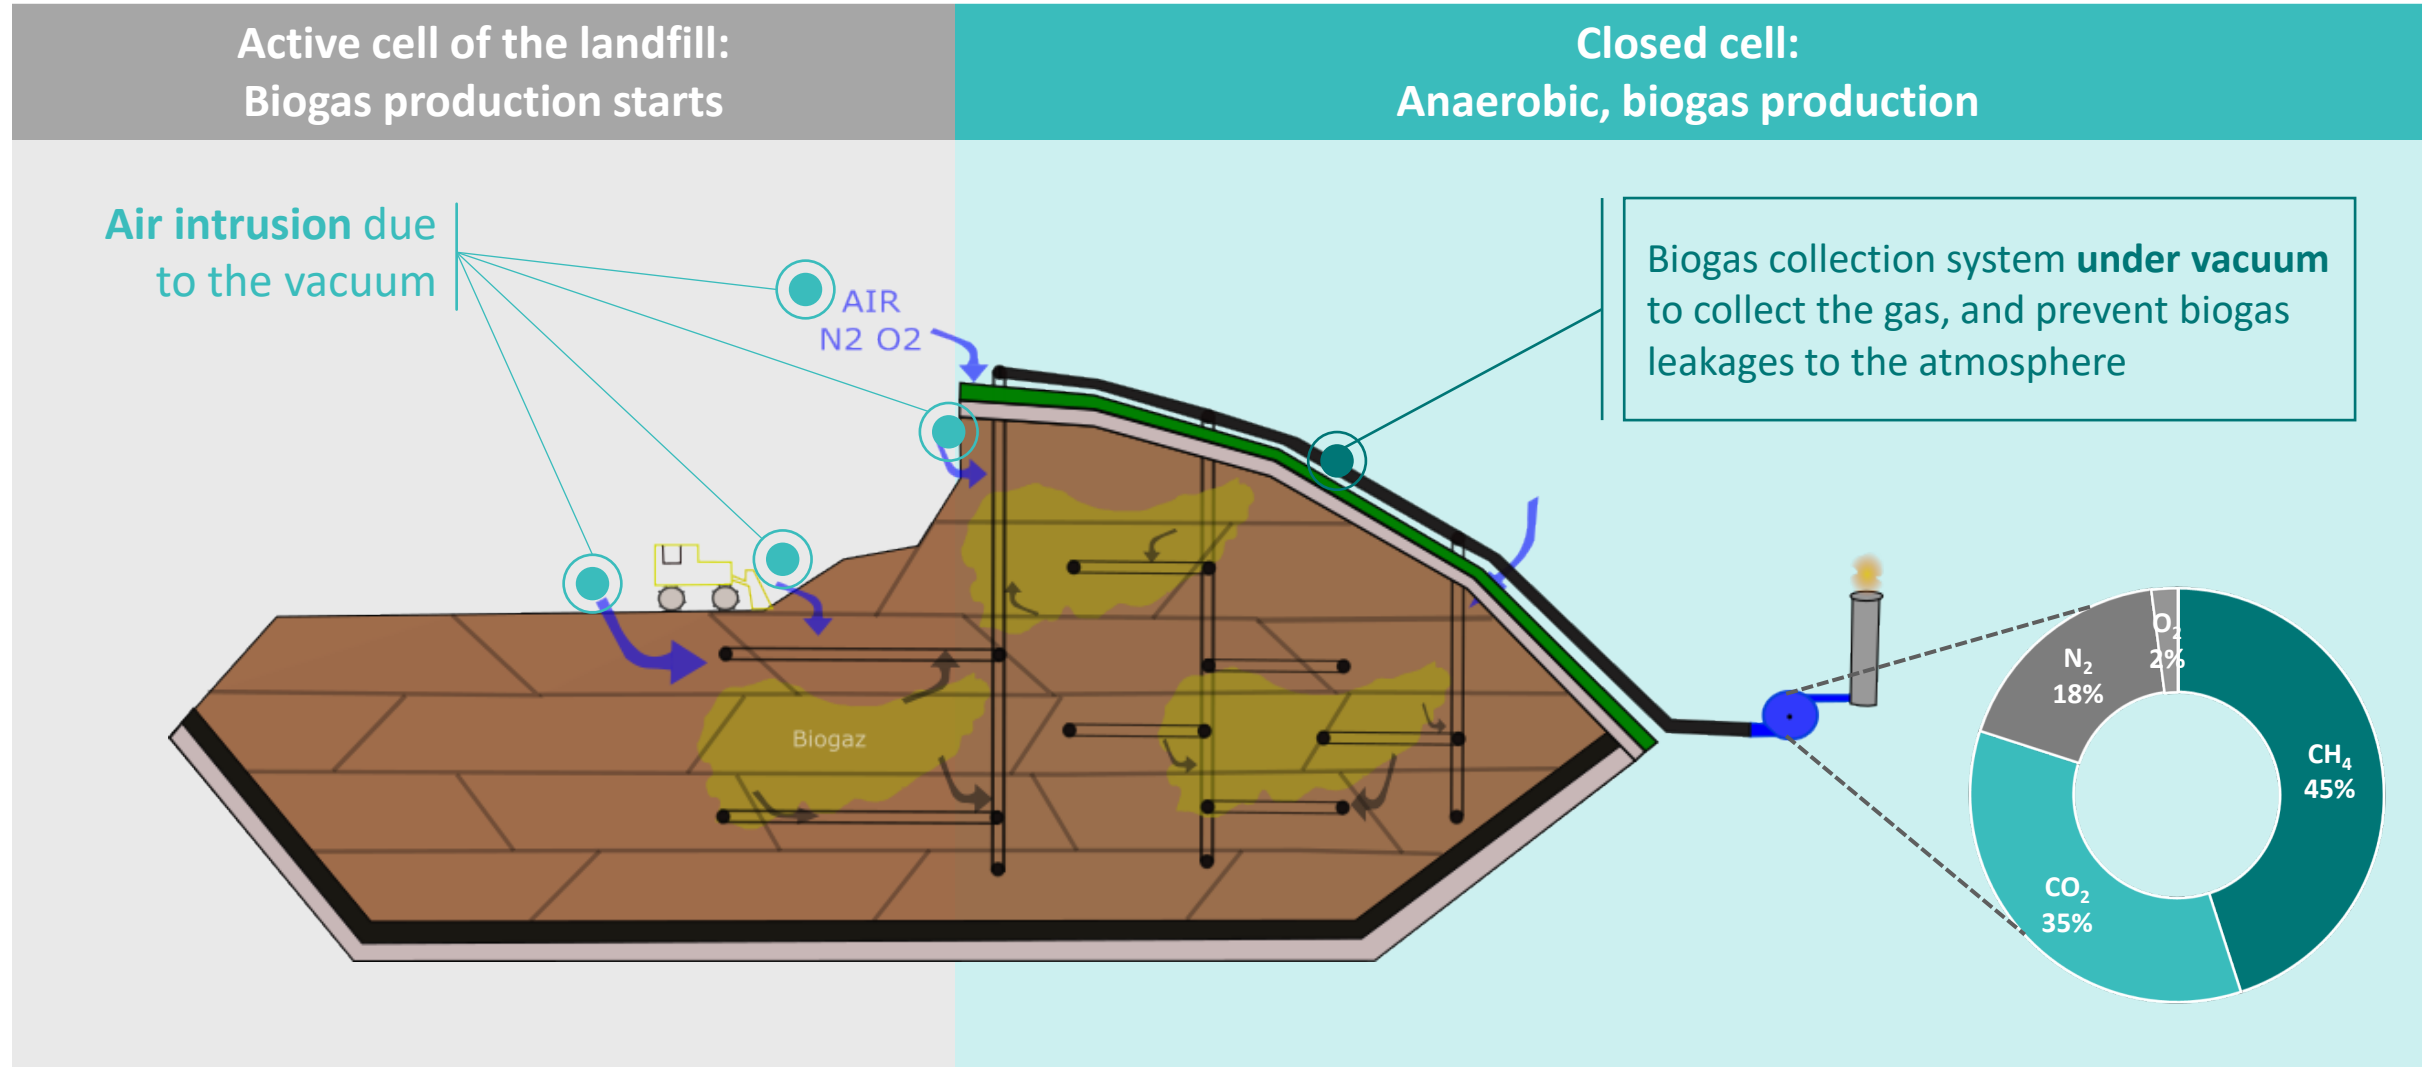 Active cell of the landfill:
Biogas production starts
Closed cell:
Anaerobic, biogas production
Air intrusion due
to the vacuum
AIR
N2 O2
Biogas collection system under vacuum
to collect the gas, and prevent biogas
leakages to the atmosphere
Biogaz
O₂
2%
N₂
18%
CH₄
45%
CO₂
35%